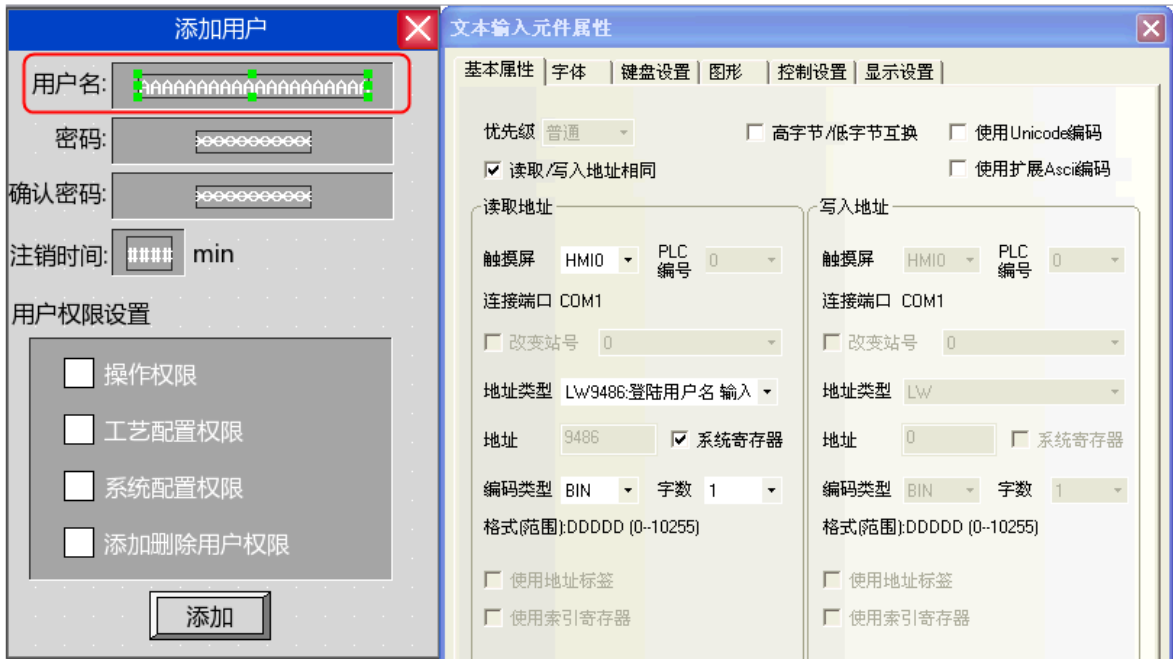 添加用户
用户名: AAAAAAAAAAAAAAAAAAAA
密码: **********
确认密码: **********
注销时间: #### min
用户权限设置
操作权限
工艺配置权限
系统配置权限
添加删除用户权限
添加
文本输入元件属性
基本属性 字体 键盘设置 图形 控制设置 显示设置
优先级 普通 高字节/低字节互换 使用Unicode编码
读取/写入地址相同 使用扩展Ascii编码
读取地址
触摸屏 HMI0 PLC编号 0
连接端口 COM1
改变站号 0
地址类型 LW9486:登陆用户名 输入
地址 9486 系统寄存器
编码类型 BIN 字数 1
格式(范围):DDDDD (0--10255)
使用地址标签
使用索引寄存器
写入地址
触摸屏 HMI0 PLC编号 0
连接端口 COM1
改变站号 0
地址类型 LW
地址 0 系统寄存器
编码类型 BIN 字数 1
格式(范围):DDDDD (0--10255)
使用地址标签
使用索引寄存器